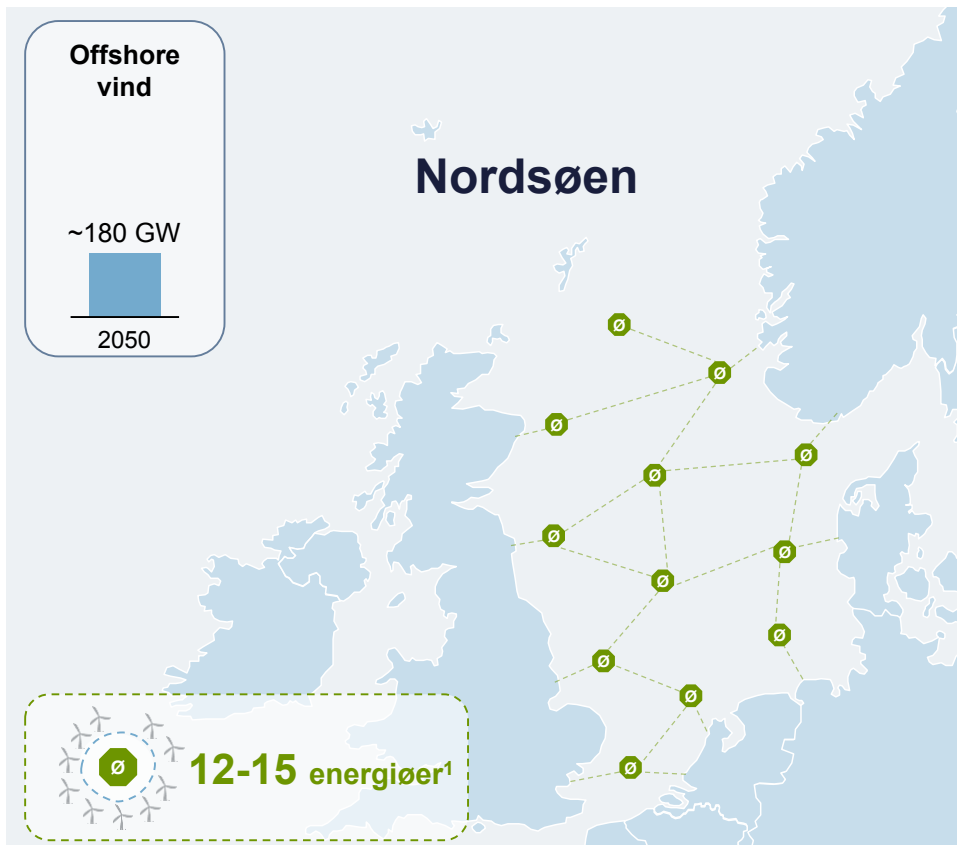 Offshore
vind
~180 GW
2050
Nordsøen
Ø
Ø
Ø
Ø
Ø
Ø
Ø
Ø
Ø
Ø
Ø
Ø
Ø 12-15 energiøer¹